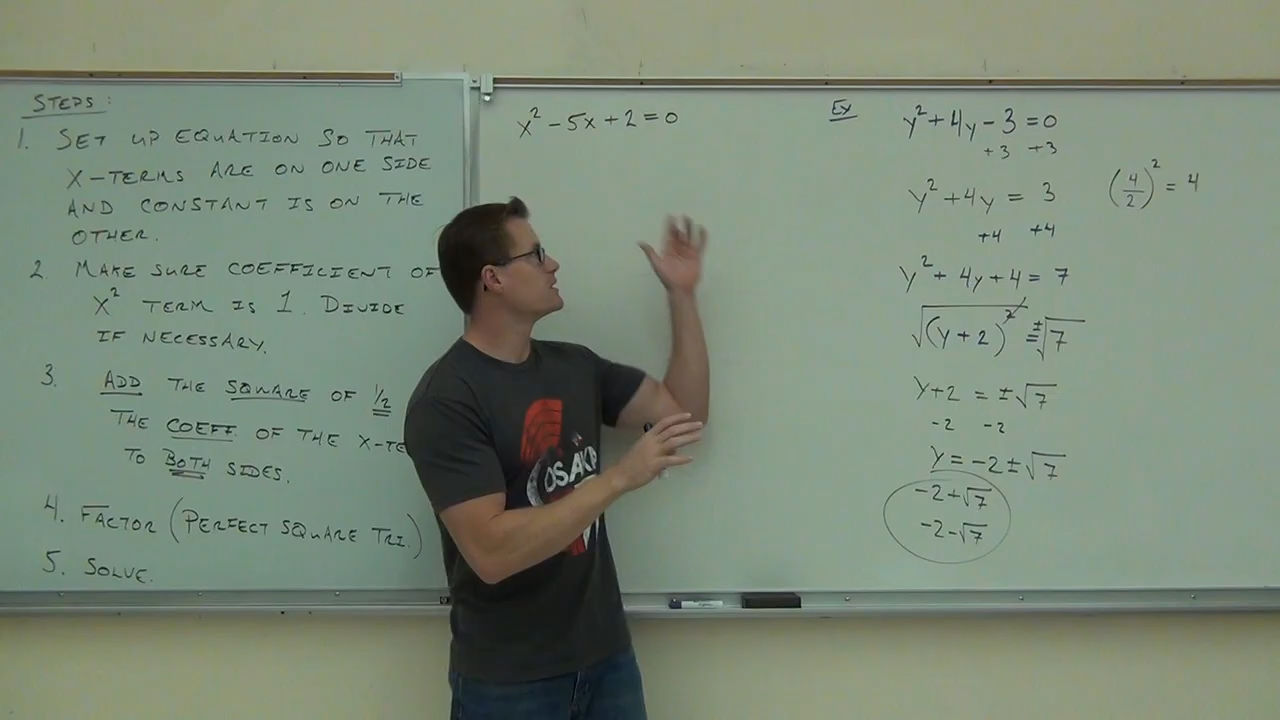 STEPS:
1. SET UP EQUATION SO THAT
X-TERMS ARE ON ONE SIDE
AND CONSTANT IS ON THE
OTHER.
2 MAKE SURE COEFFICIENT OF
X² TERM IS 1. DIVIDE
IF NECESSARY.
3. ADD THE SQUARE OF 1/2
THE COEFF OF THE X-TE
TO BOTH SIDES.
4. FACTOR (PERFECT SQUARE TRI.)
5. SOLVE.
x² - 5x + 2 = 0
OSAKA
Ex
y² + 4y - 3 = 0
+3 +3
y² + 4y = 3
(4/2)² = 4
+4 +4
y² + 4y + 4 = 7
√(y + 2)² = ±√7
y + 2 = ±√7
-2 -2
y = -2 ± √7
-2 + √7
-2 - √7